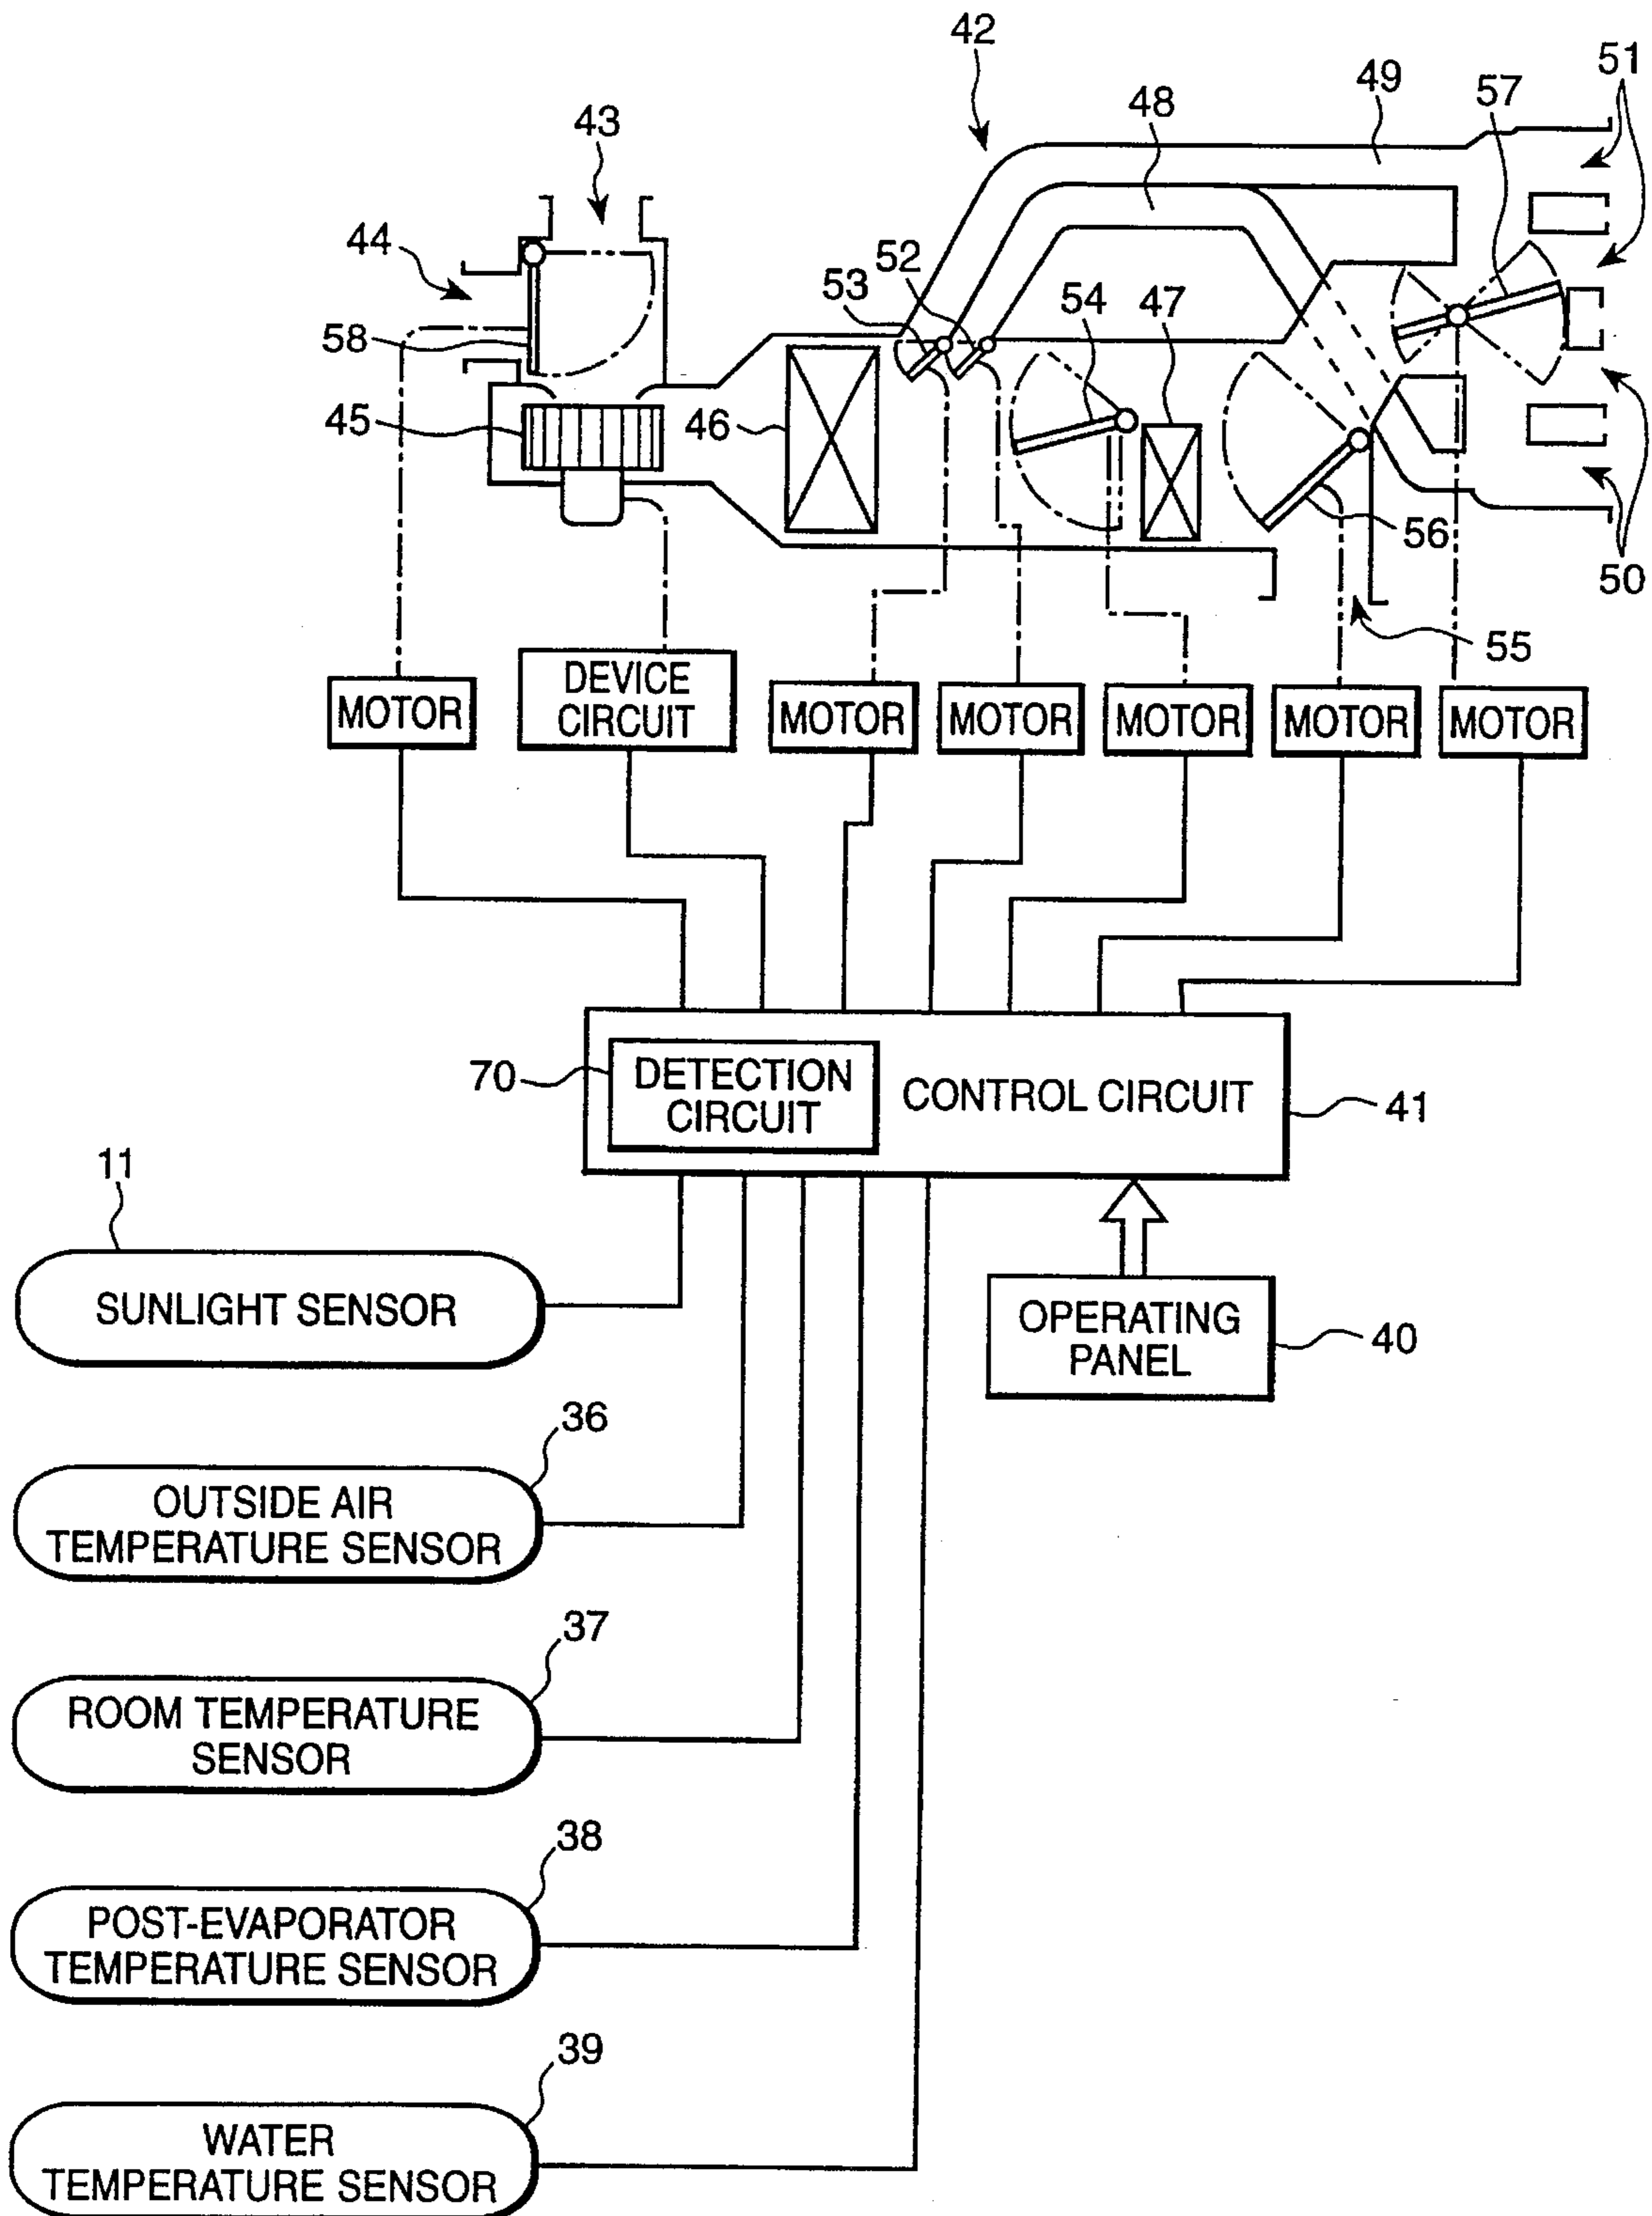 42
51
49
57
48
43
44
52
53
54
47
58
45
46
56
50
55
MOTOR
DEVICE
CIRCUIT
MOTOR
MOTOR
MOTOR
MOTOR
MOTOR
70
DETECTION
CIRCUIT
CONTROL CIRCUIT
41
11
SUNLIGHT SENSOR
OPERATING
PANEL
40
36
OUTSIDE AIR
TEMPERATURE SENSOR
37
ROOM TEMPERATURE
SENSOR
38
POST-EVAPORATOR
TEMPERATURE SENSOR
39
WATER
TEMPERATURE SENSOR